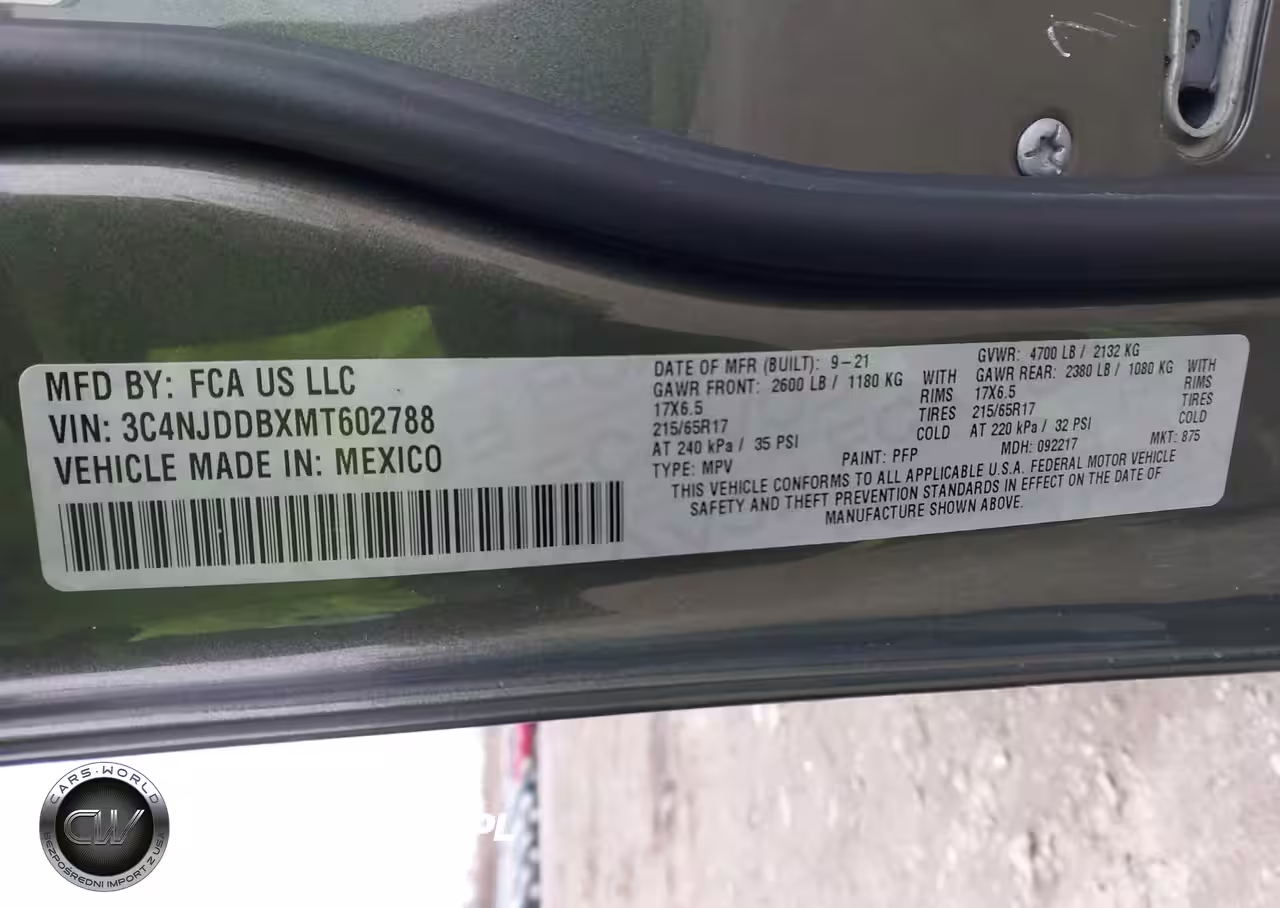 MFD BY: FCA US LLC
VIN: 3C4NJDDBXMT602788
VEHICLE MADE IN: MEXICO
DATE OF MFR (BUILT): 9-21 GVWR: 4700 LB / 2132 KG
GAWR FRONT: 2600 LB / 1180 KG WITH GAWR REAR: 2380 LB / 1080 KG WITH
17X6.5 RIMS 17X6.5 RIMS
215/65R17 TIRES 215/65R17 TIRES
AT 240 kPa / 35 PSI COLD AT 220 kPa / 32 PSI COLD
TYPE: MPV PAINT: PFP MDH: 092217 MKT: 875
THIS VEHICLE CONFORMS TO ALL APPLICABLE U.S.A. FEDERAL MOTOR VEHICLE
SAFETY AND THEFT PREVENTION STANDARDS IN EFFECT ON THE DATE OF
MANUFACTURE SHOWN ABOVE.
CARS-WORLD
CW
BEZPOŚREDNI IMPORT Z USA
PL